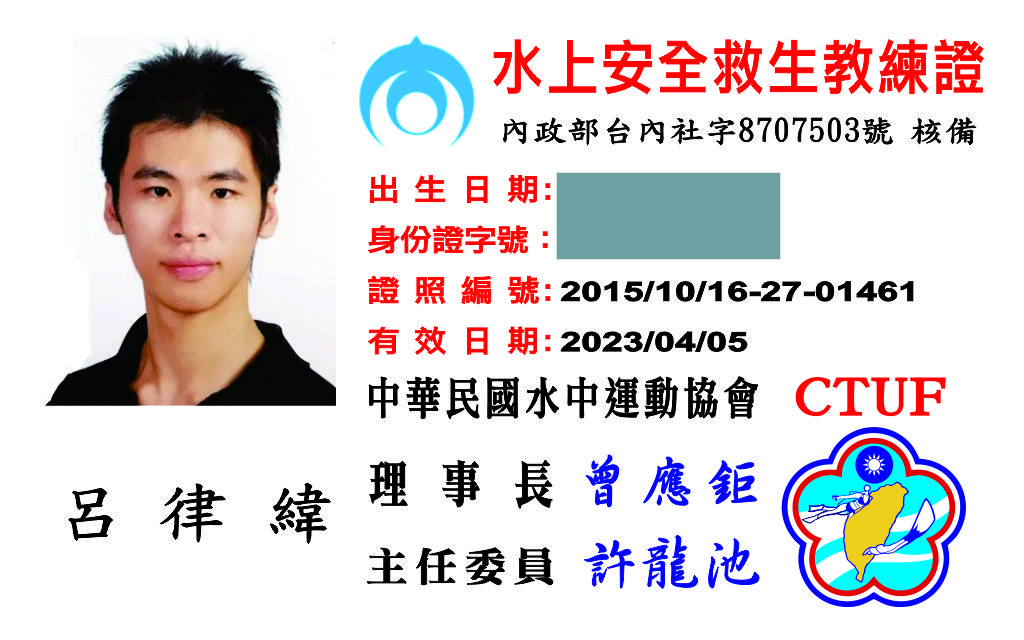 水上安全救生教練證
內政部台內社字8707503號 核備
出生日期:
身份證字號:
證照編號:2015/10/16-27-01461
有效日期:2023/04/05
中華民國水中運動協會 CTUF
理事長 曾應鉅
主任委員 許龍池
呂律緯